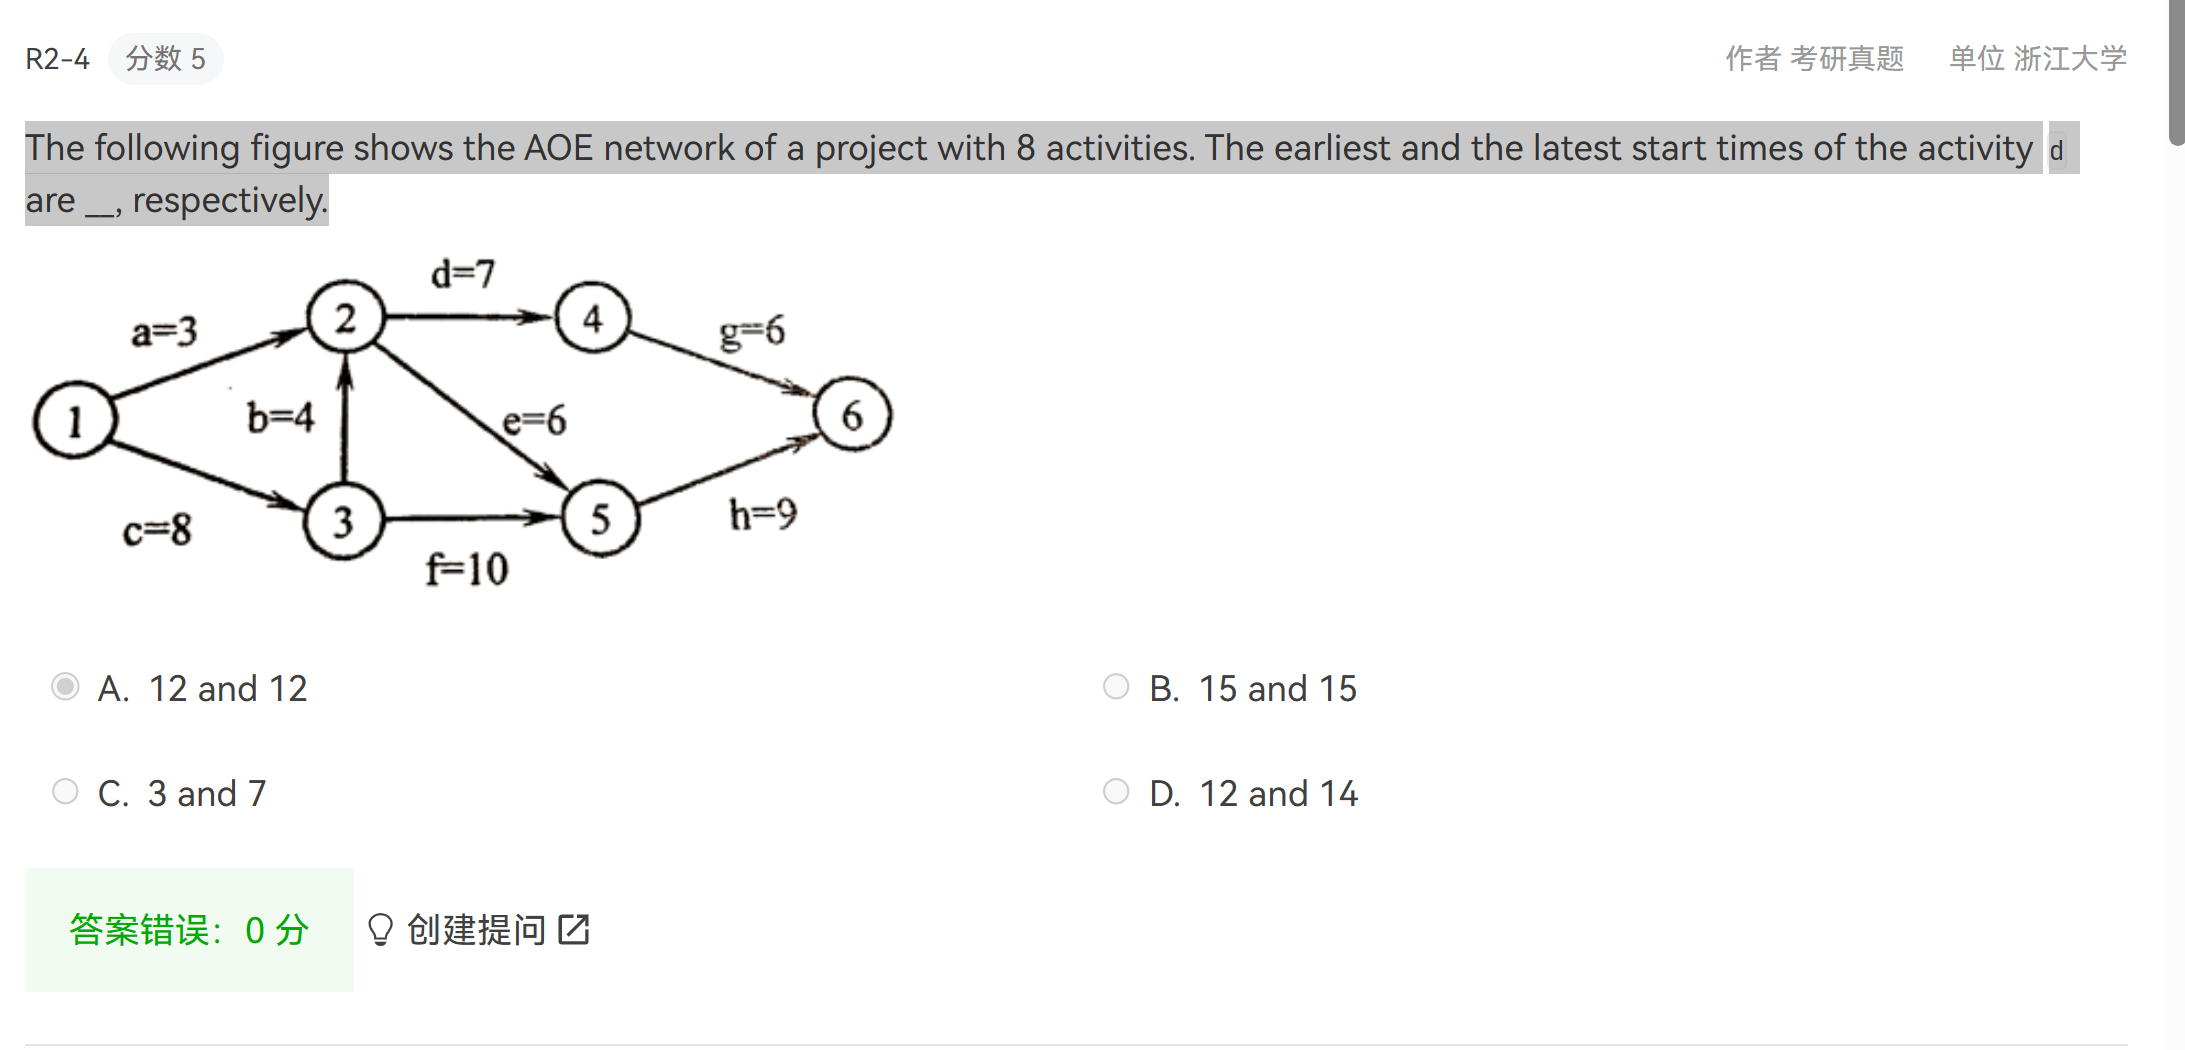 R2-4 分数 5 作者 考研真题 单位 浙江大学
The following figure shows the AOE network of a project with 8 activities. The earliest and the latest start times of the activity d
are __, respectively.
d=7
2
4
a=3
g=6
1
b=4
e=6
6
c=8
3
5
h=9
f=10
A. 12 and 12
B. 15 and 15
C. 3 and 7
D. 12 and 14
答案错误：0 分 创建提问